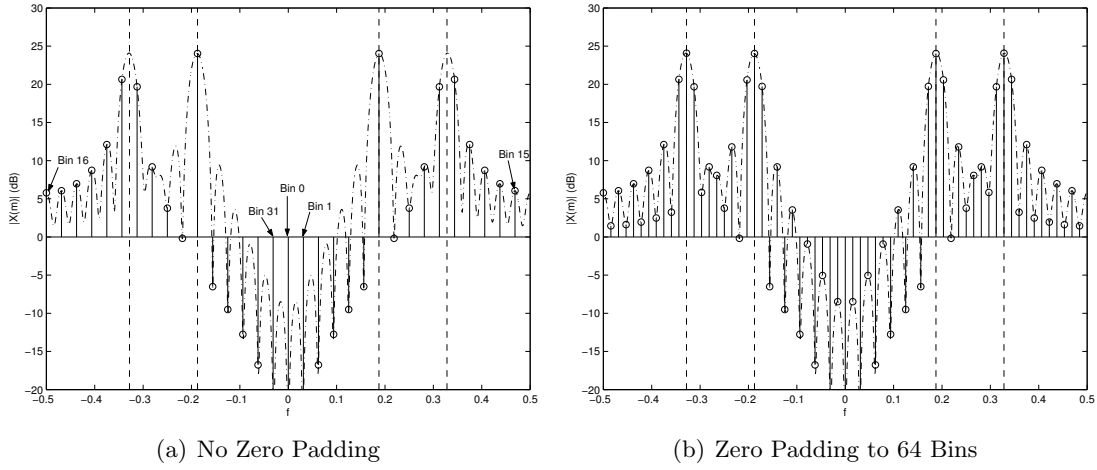 30
25
20
15
10
5
0
−5
−10
−15
−20
|X(m)| (dB)
Bin 16
Bin 15
Bin 0
Bin 31
Bin 1
−0.5 −0.4 −0.3 −0.2 −0.1 0 0.1 0.2 0.3 0.4 0.5
f
(a) No Zero Padding
30
25
20
15
10
5
0
−5
−10
−15
−20
|X(m)| (dB)
−0.5 −0.4 −0.3 −0.2 −0.1 0 0.1 0.2 0.3 0.4 0.5
f
(b) Zero Padding to 64 Bins